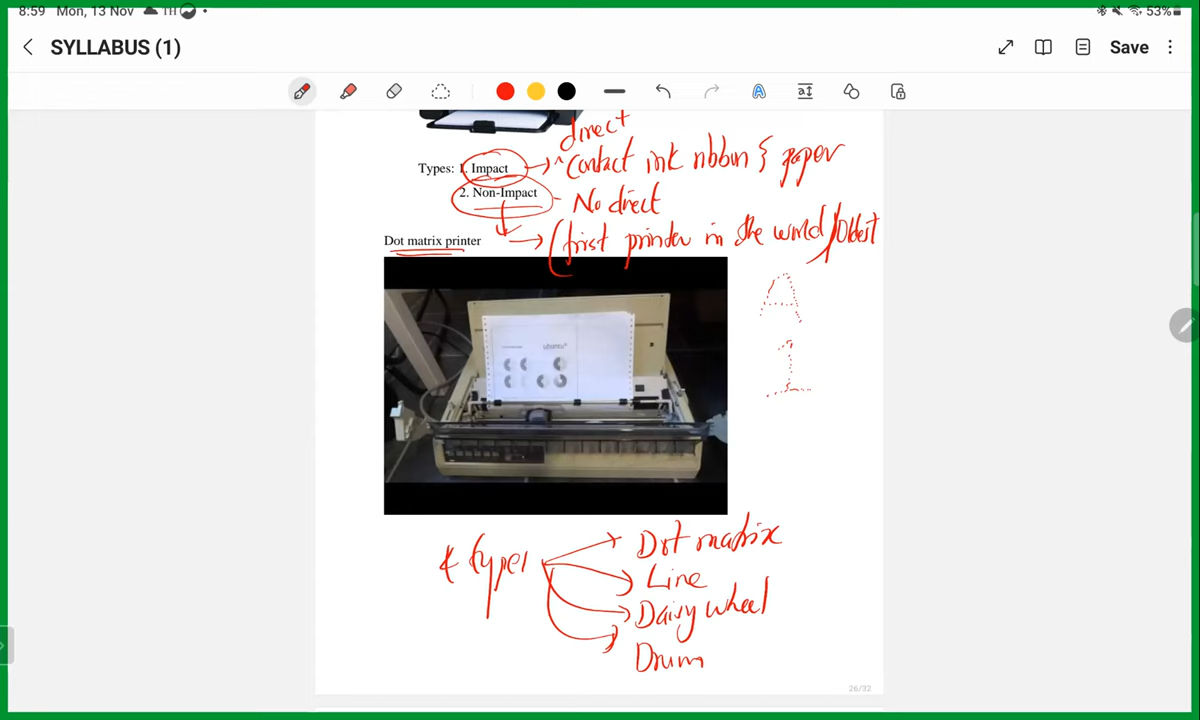 8:59 Mon, 13 Nov TH
53%
SYLLABUS (1)
Save
direct
Types: 1. Impact → ^ Contact ink ribbon & paper
2. Non-Impact - No direct
Dot matrix printer → (first printer in the world / oldest
A
1
ubuntu
4 types
Dot matrix
Line
Daisy wheel
Drum
26/32